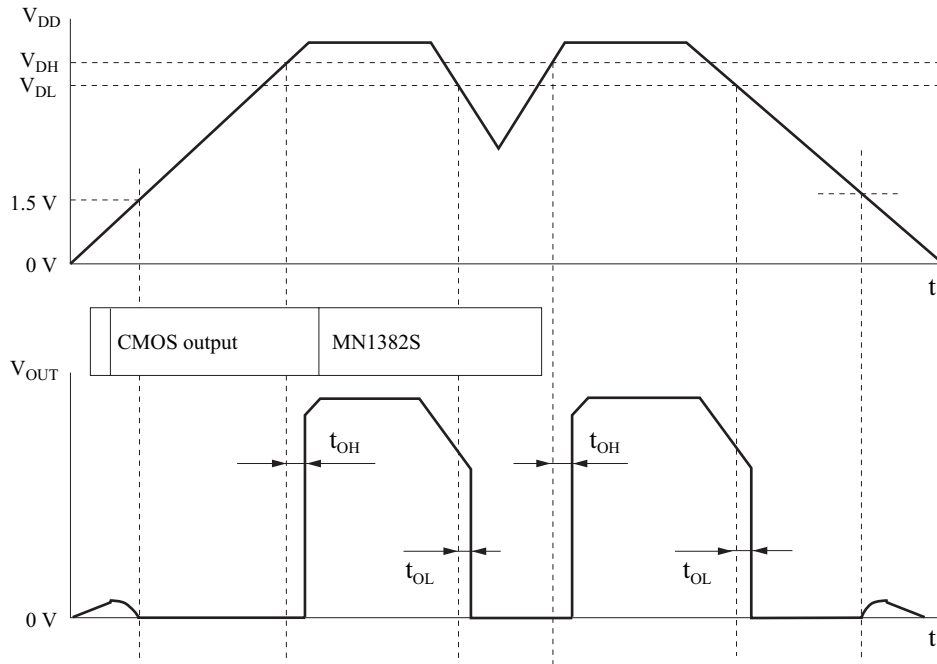 V_DD
V_DH
V_DL
1.5 V
0 V
t
CMOS output MN1382S
V_OUT
t_OH t_OH
t_OL t_OL
0 V
t